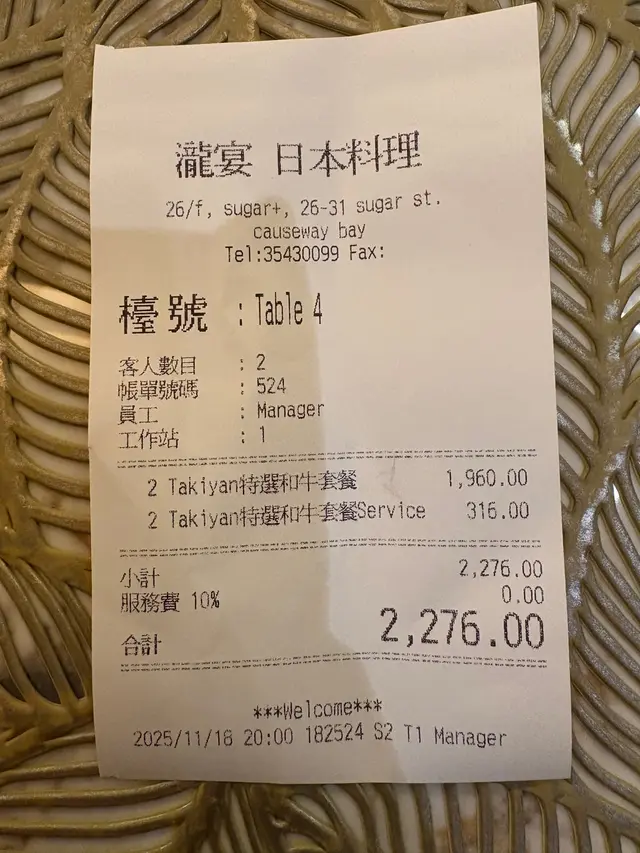 瀧宴 日本料理
26/f, sugar+, 26-31 sugar st.
causeway bay
Tel:35430099 Fax:
檯號 : Table 4
客人數目 : 2
帳單號碼 : 524
員工 : Manager
工作站 : 1
2 Takiyan特選和牛套餐 1,960.00
2 Takiyan特選和牛套餐Service 316.00
小計 2,276.00
服務費 10% 0.00
合計 2,276.00
***Welcome***
2025/11/18 20:00 182524 S2 T1 Manager